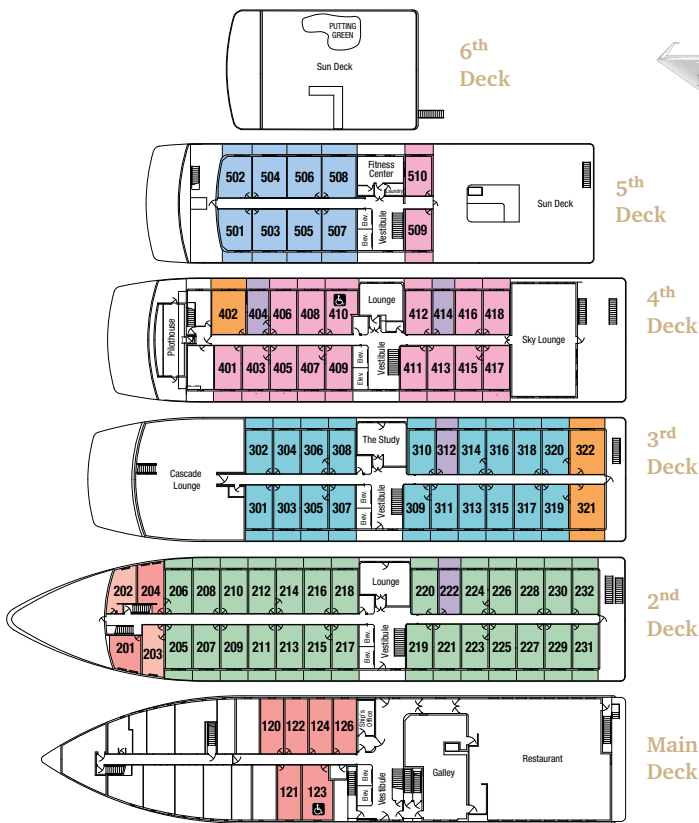 PUTTING
GREEN
Sun Deck
6th
Deck
502 504 506 508
Fitness
Center
Laundry
510
501 503 505 507
Elev.
Elev.
Vestibule
509
Sun Deck
5th
Deck
402 404 406 408 410
Lounge
412 414 416 418
Pilothouse
401 403 405 407 409
Elev.
Elev.
Vestibule
411 413 415 417
Sky Lounge
4th
Deck
302 304 306 308
The Study
310 312 314 316 318 320 322
Cascade
Lounge
301 303 305 307
Elev.
Elev.
Vestibule
309 311 313 315 317 319 321
3rd
Deck
202 204 206 208 210 212 214 216 218
Lounge
220 222 224 226 228 230 232
201 203 205 207 209 211 213 215 217
Elev.
Elev.
Vestibule
219 221 223 225 227 229 231
2nd
Deck
120 122 124 126
Ship's
Office
121 123
Elev.
Elev.
Vestibule
Galley
Restaurant
Main
Deck